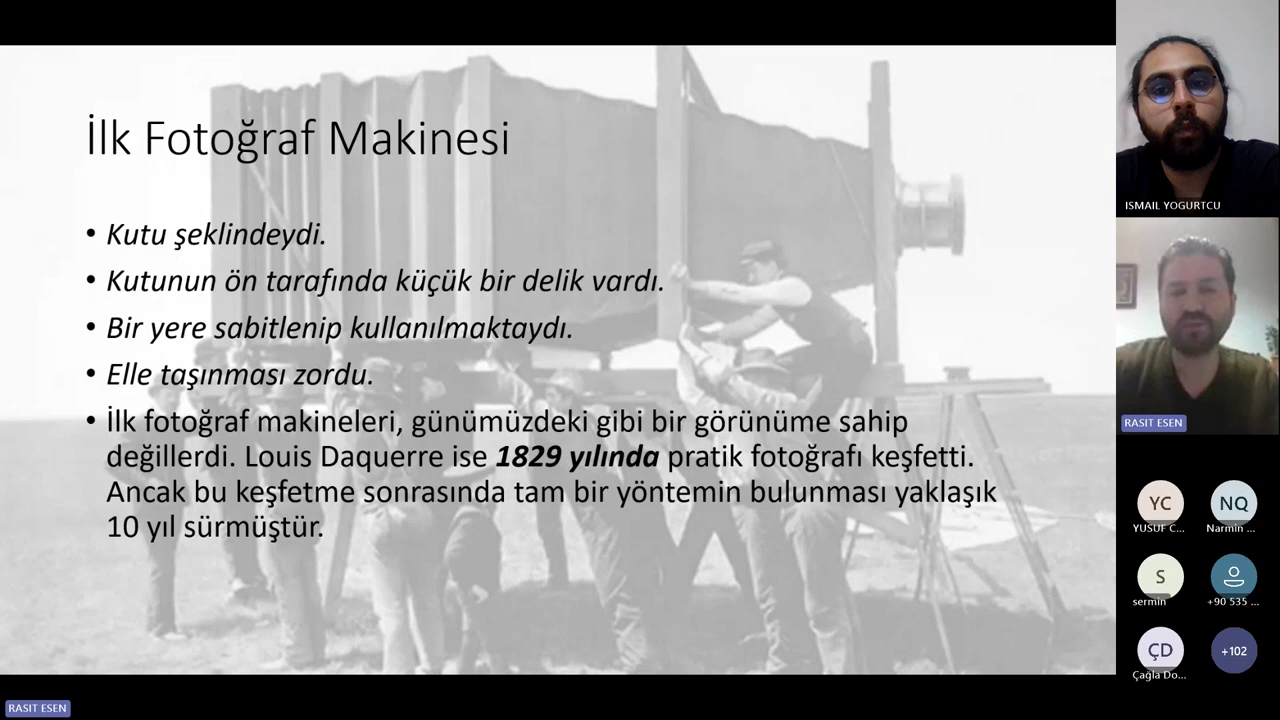 İlk Fotoğraf Makinesi
• Kutu şeklindeydi.
• Kutunun ön tarafında küçük bir delik vardı.
• Bir yere sabitlenip kullanılmaktaydı.
• Elle taşınması zordu.
• İlk fotoğraf makineleri, günümüzdeki gibi bir görünüme sahip
değillerdi. Louis Daquerre ise 1829 yılında pratik fotoğrafı keşfetti.
Ancak bu keşfetme sonrasında tam bir yöntemin bulunması yaklaşık
10 yıl sürmüştür.
ISMAIL YOGURTCU
RASIT ESEN
YC
NQ
YUSUF C...
Narmin ...
S
sermin
+90 535 ...
ÇD
+102
Çağla Do...
RASIT ESEN